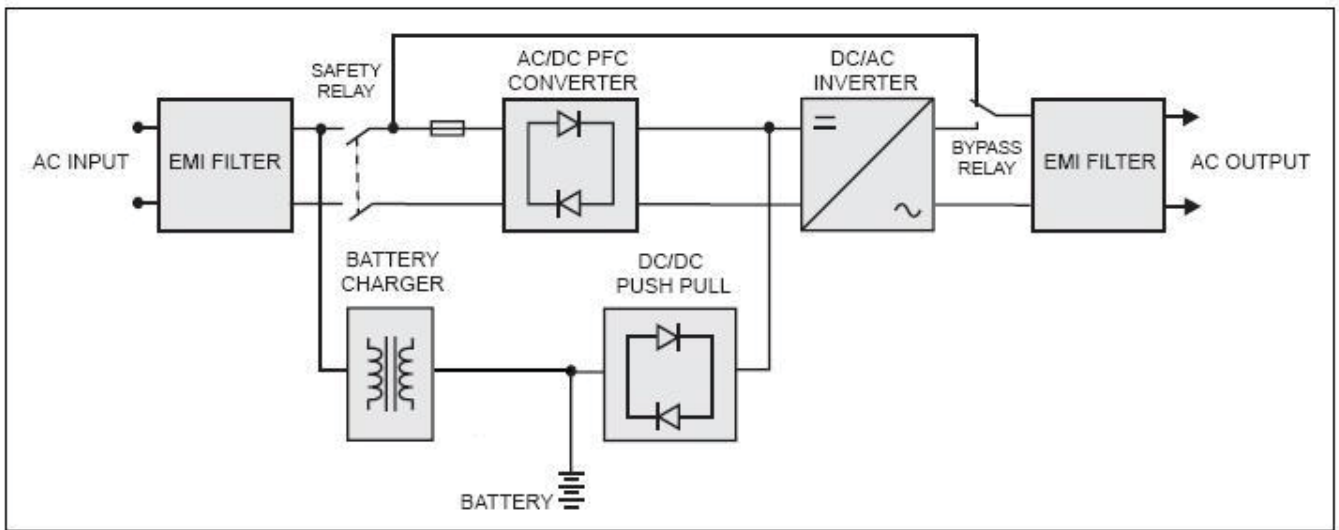 AC/DC PFC
CONVERTER
DC/AC
INVERTER
SAFETY
RELAY
AC INPUT
EMI FILTER
BYPASS
RELAY
EMI FILTER
AC OUTPUT
BATTERY
CHARGER
DC/DC
PUSH PULL
BATTERY